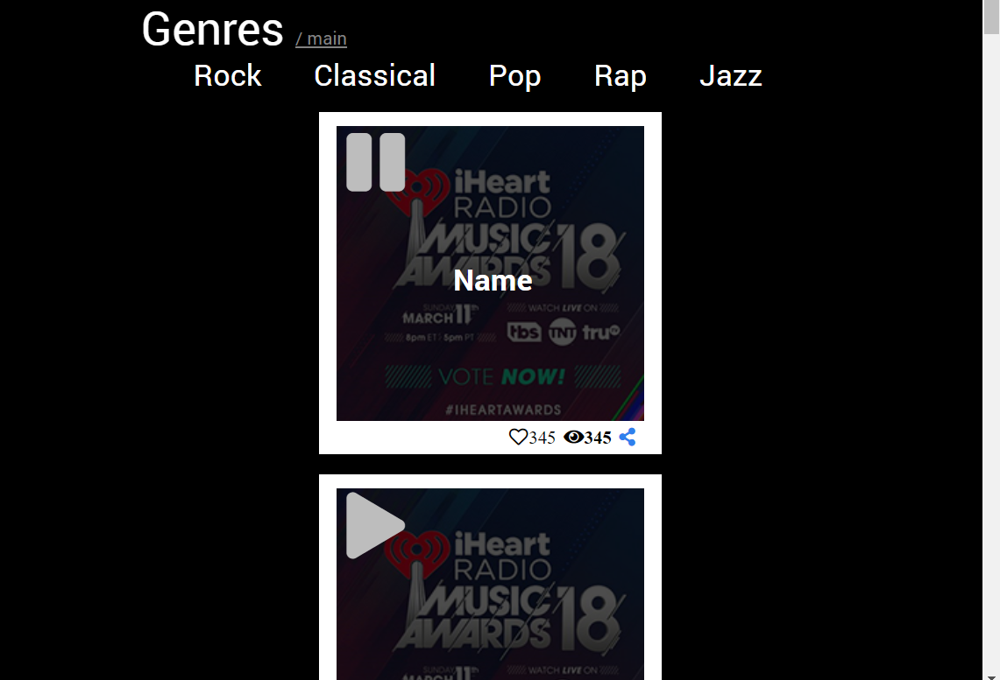 Genres / main
Rock Classical Pop Rap Jazz
iHeart
RADIO
MUSIC
AWARDS 18
Name
SUNDAY
MARCH 11th
WATCH LIVE ON
8pm ET | 5pm PT
tbs TNT truTV
VOTE NOW!
#IHEARTAWARDS
345 345
iHeart
RADIO
MUSIC
AWARDS 18
SUNDAY
MARCH 11th
WATCH LIVE ON